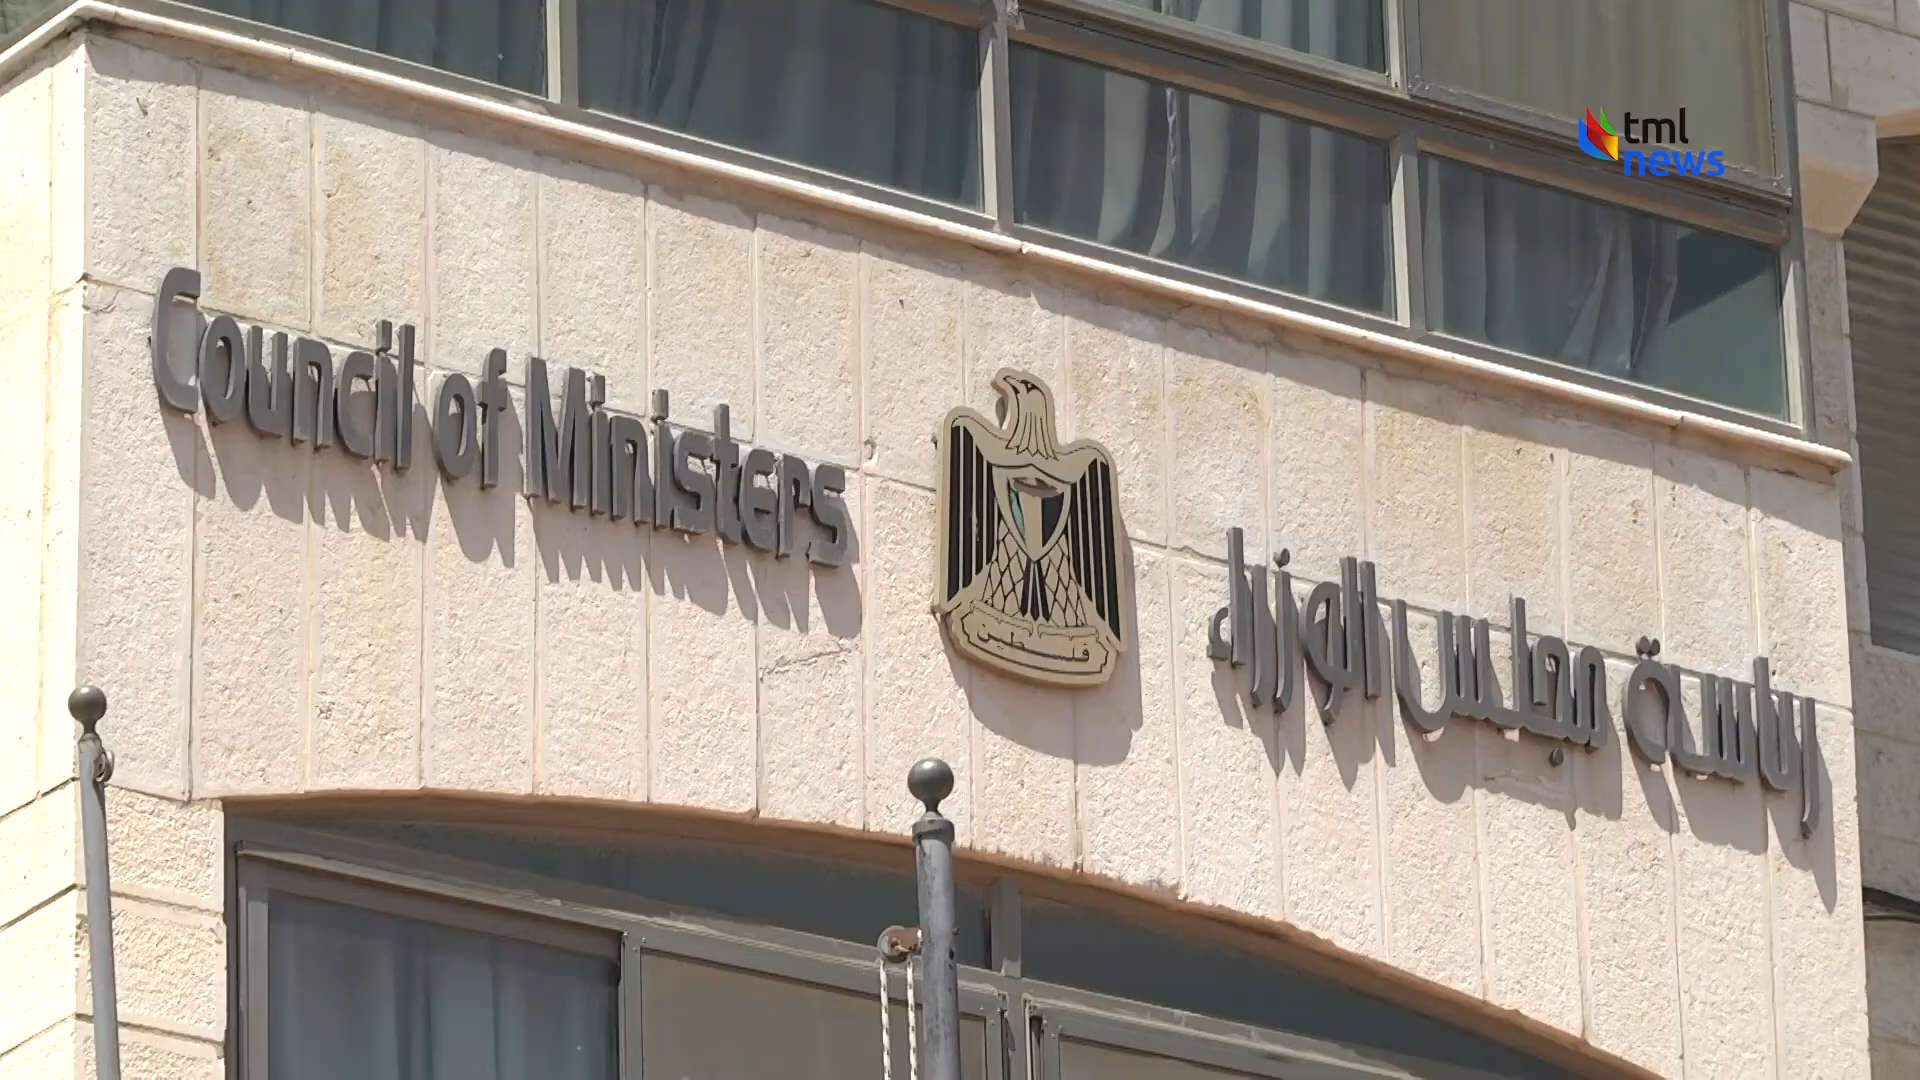 tml
news
Council of Ministers
فلسطين
رئاسة مجلس الوزراء